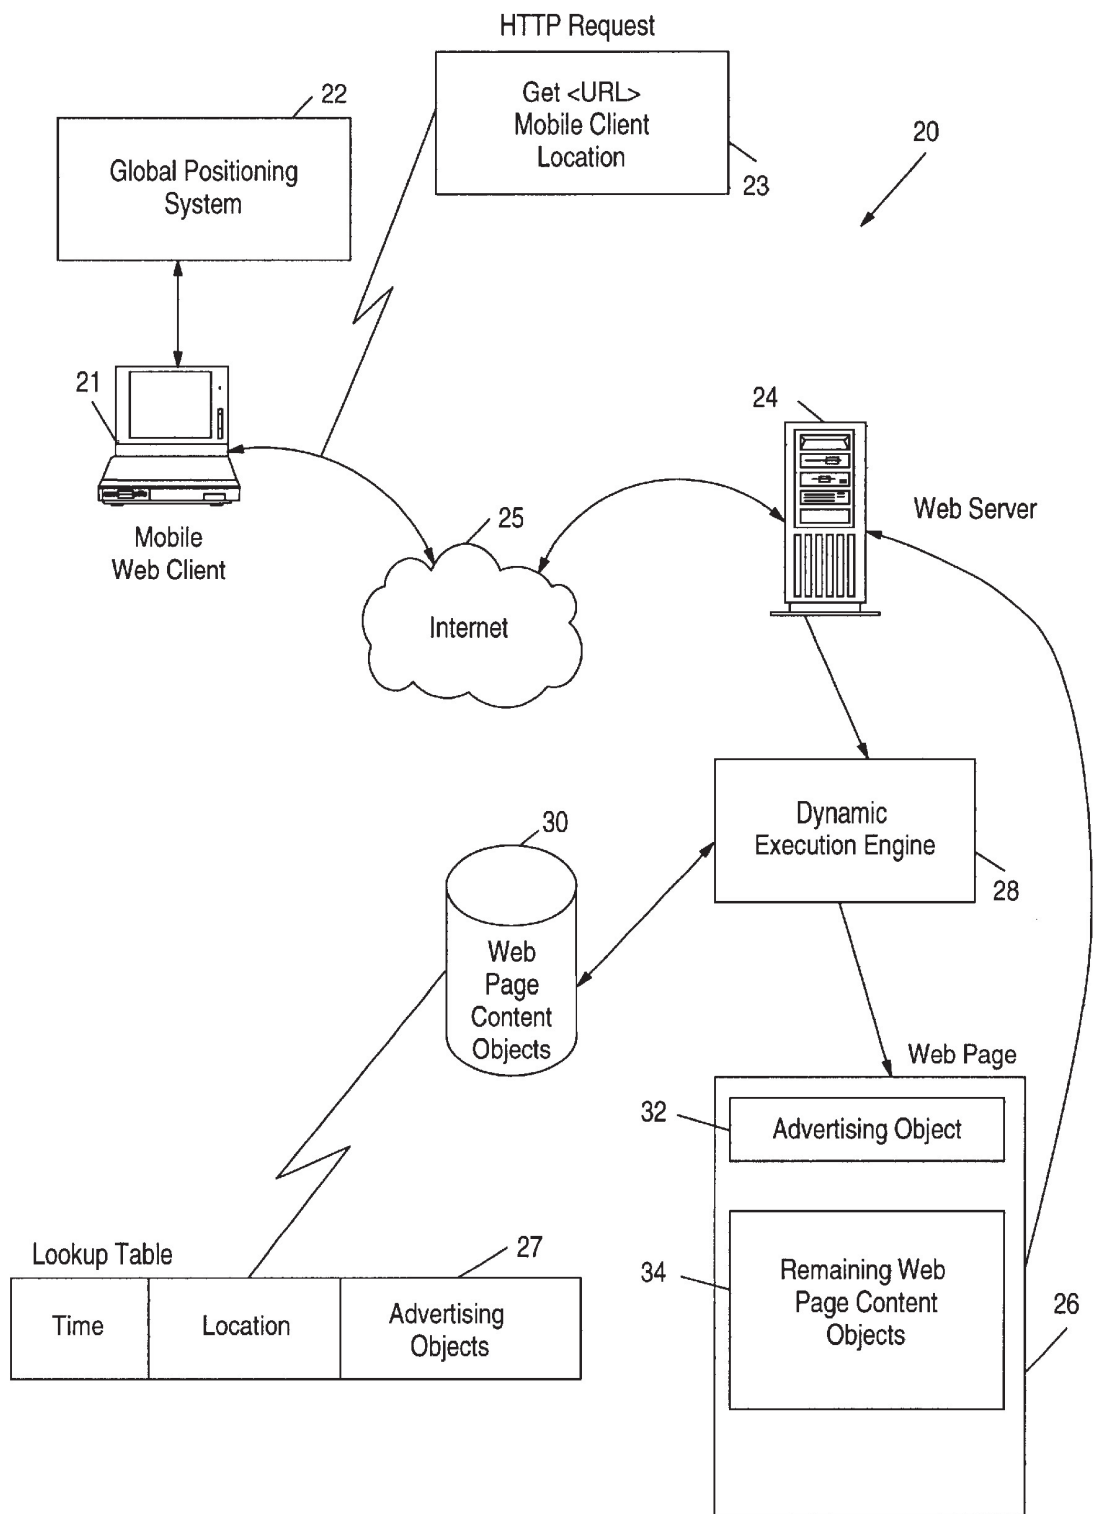 HTTP Request
22
Get <URL>
Mobile Client
Location
23
20
Global Positioning
System
21
Mobile
Web Client
24
Web Server
25
Internet
Dynamic
Execution Engine
28
30
Web
Page
Content
Objects
Web Page
32
Advertising Object
Lookup Table
27
Time
Location
Advertising
Objects
34
Remaining Web
Page Content
Objects
26